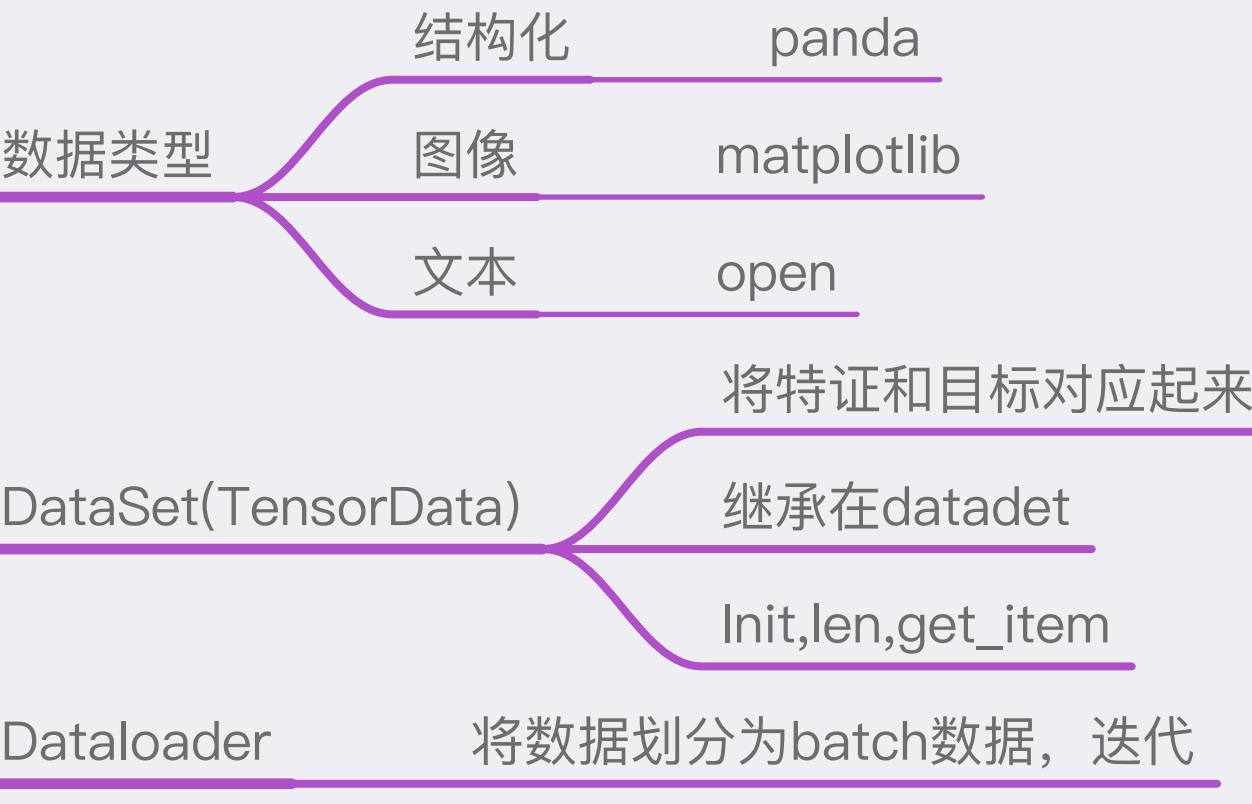 结构化 panda
数据类型 图像 matplotlib
文本 open
将特证和目标对应起来
DataSet(TensorData) 继承在datadet
Init,len,get_item
Dataloader 将数据划分为batch数据，迭代